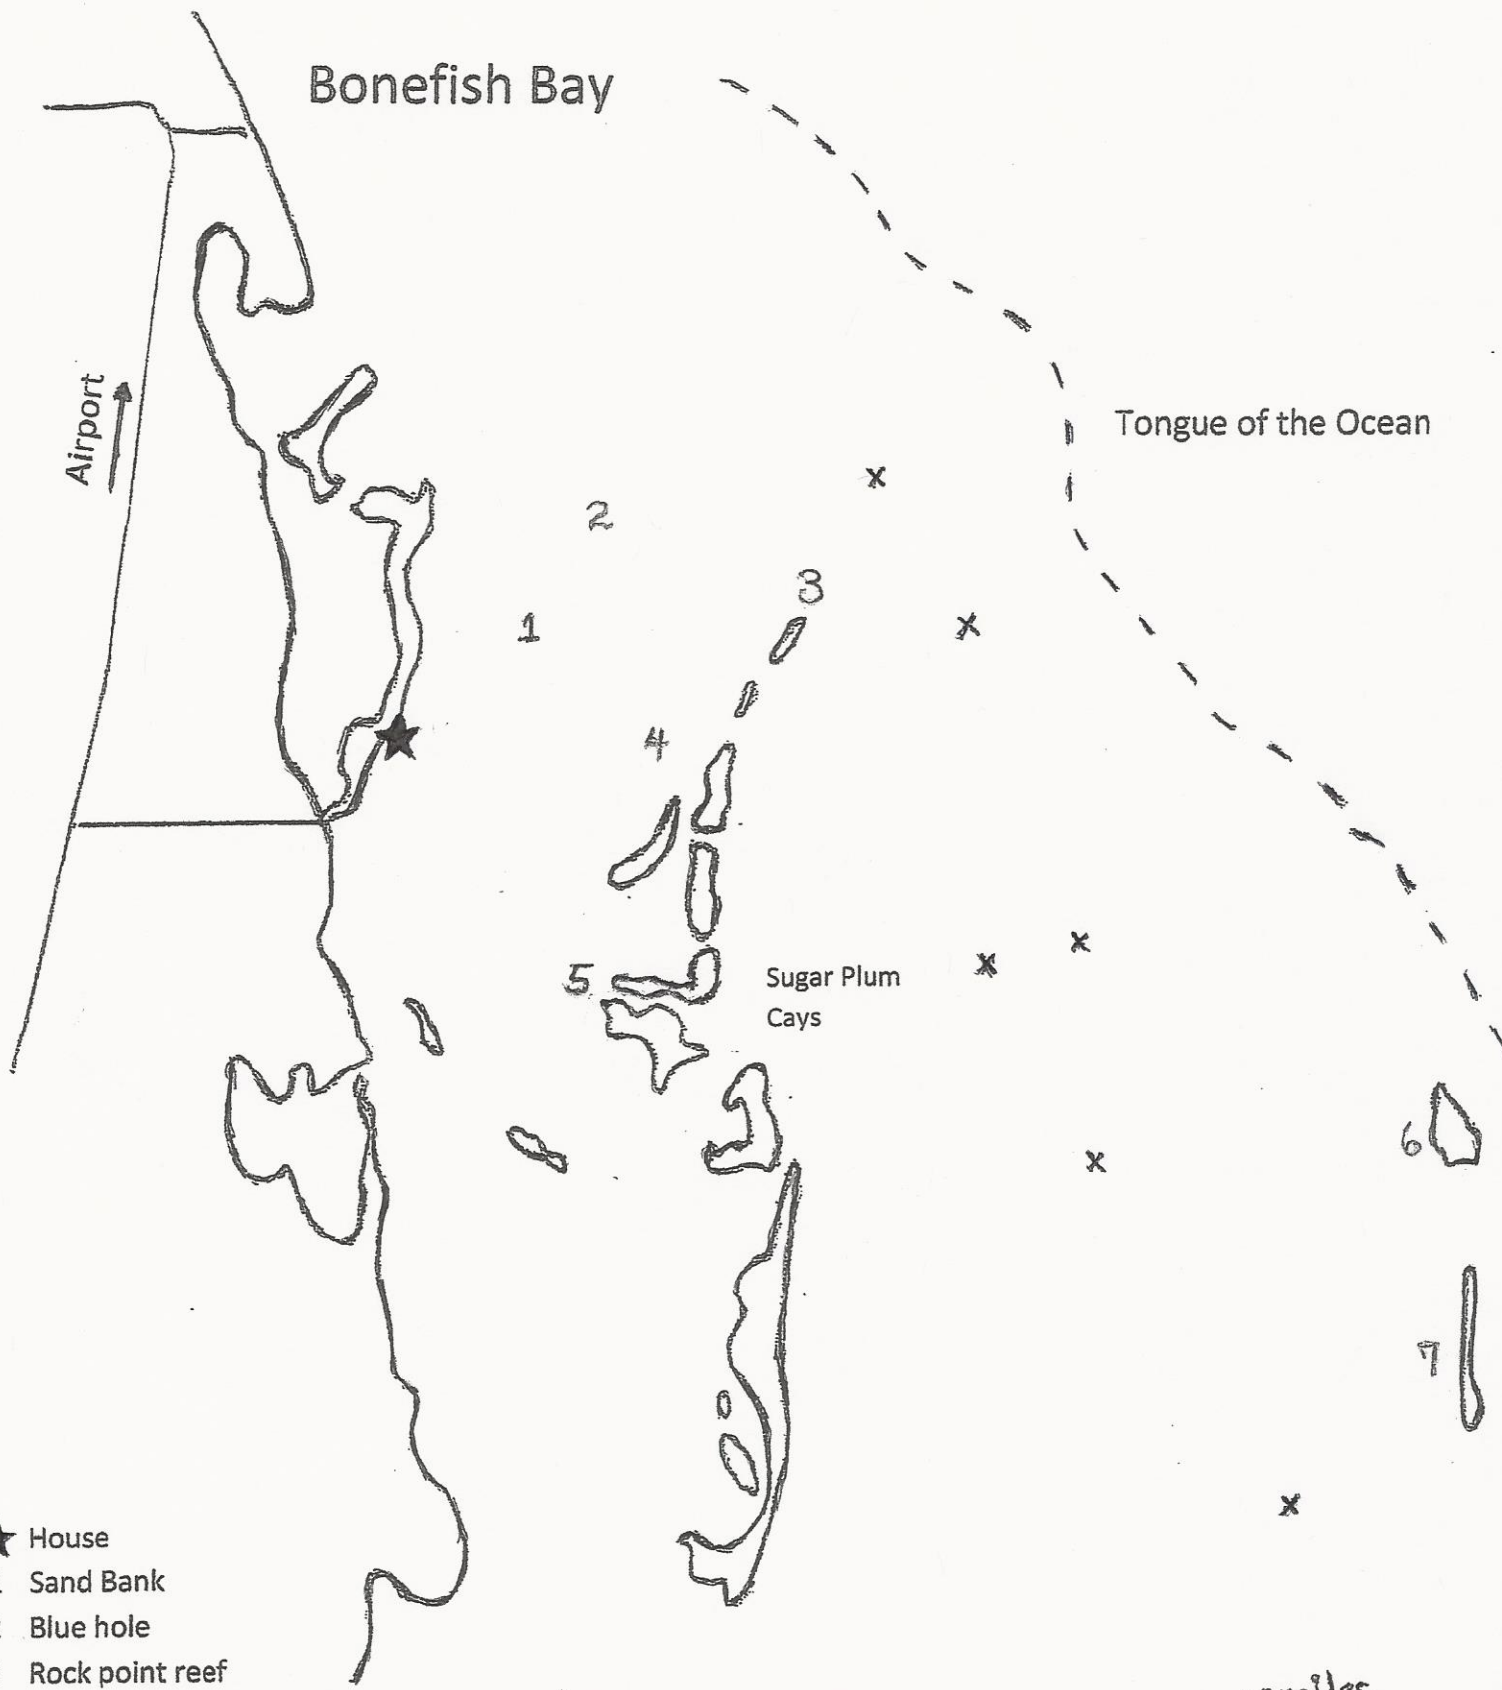 Bonefish Bay
Airport
Tongue of the Ocean
x
2
3
x
1
4
x
5
Sugar Plum
Cays
x
6
x
7
x
House
Sand Bank
Blue hole
Rock point reef